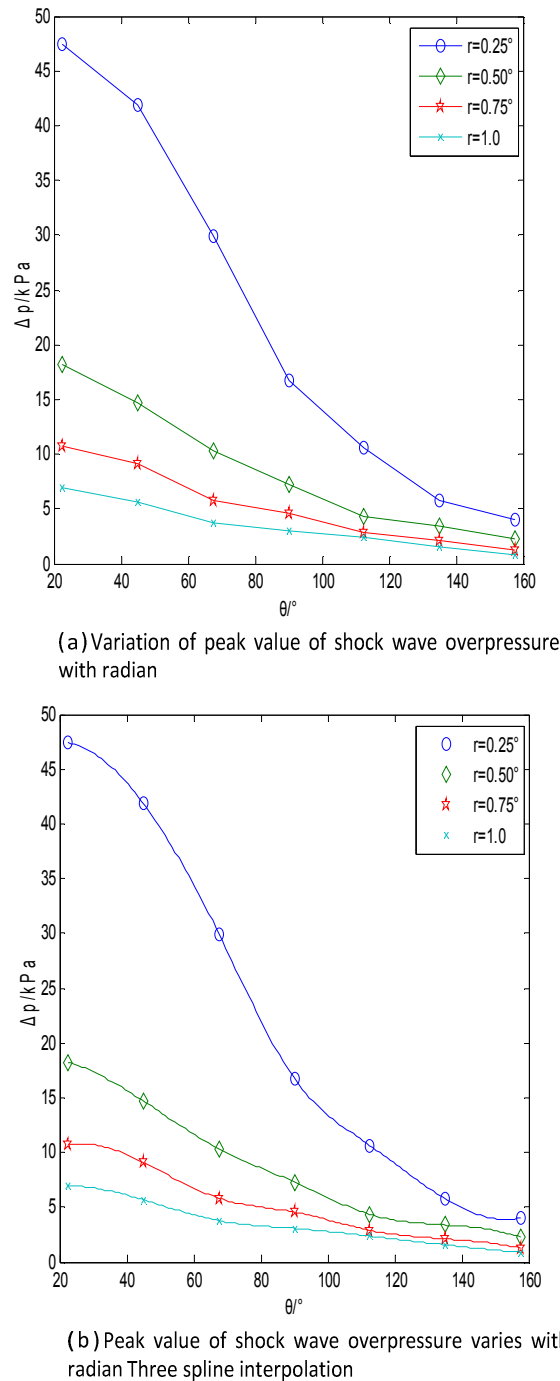 50
45
40
35
30
25
20
15
10
5
0
Δp/kPa
r=0.25°
r=0.50°
r=0.75°
r=1.0
20 40 60 80 100 120 140 160
θ/°
(a) Variation of peak value of shock wave overpressure
with radian
50
45
40
35
30
25
20
15
10
5
0
Δp/kPa
r=0.25°
r=0.50°
r=0.75°
r=1.0
20 40 60 80 100 120 140 160
θ/°
(b) Peak value of shock wave overpressure varies with
radian Three spline interpolation